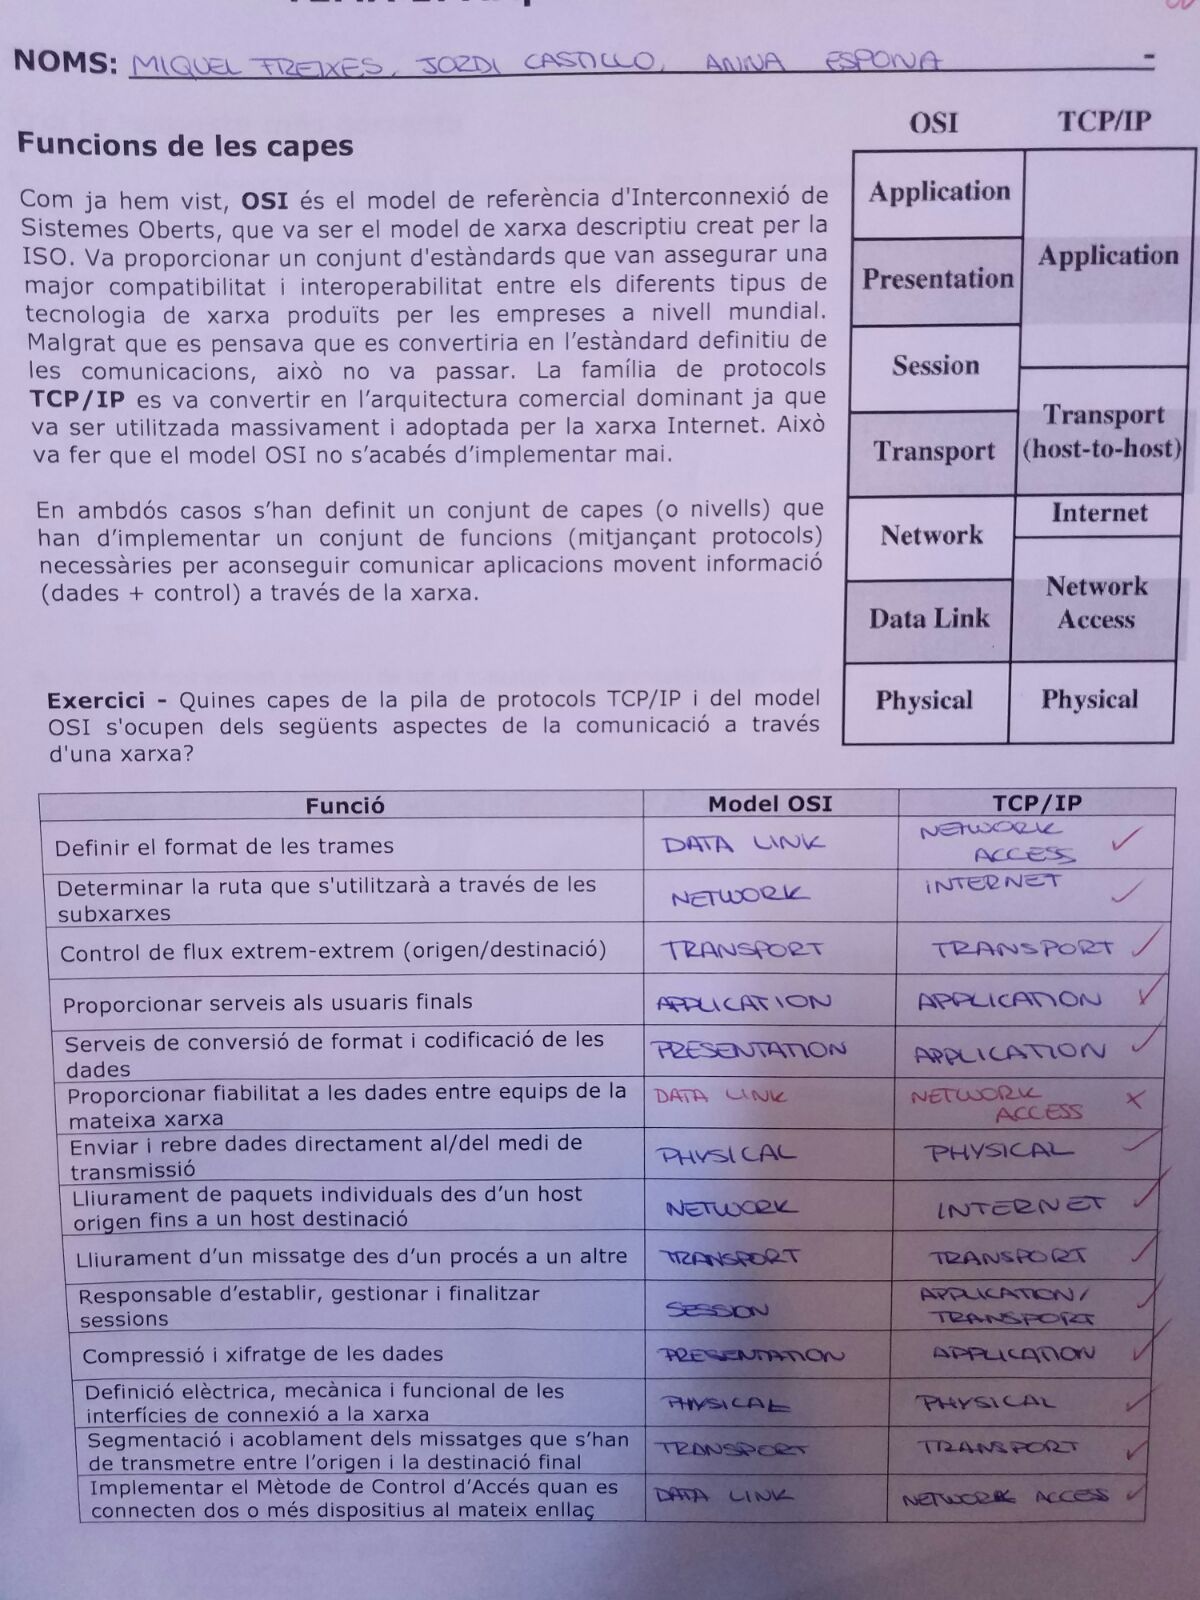 NOMS: MIQUEL FREIXES, JORDI CASTILLO, ANNA ESPONA
Funcions de les capes
Com ja hem vist, OSI és el model de referència d'Interconnexió de
Sistemes Oberts, que va ser el model de xarxa descriptiu creat per la
ISO. Va proporcionar un conjunt d'estàndards que van assegurar una
major compatibilitat i interoperabilitat entre els diferents tipus de
tecnologia de xarxa produïts per les empreses a nivell mundial.
Malgrat que es pensava que es convertiria en l'estàndard definitiu de
les comunicacions, això no va passar. La família de protocols
TCP/IP es va convertir en l'arquitectura comercial dominant ja que
va ser utilitzada massivament i adoptada per la xarxa Internet. Això
va fer que el model OSI no s'acabés d'implementar mai.
En ambdós casos s'han definit un conjunt de capes (o nivells) que
han d'implementar un conjunt de funcions (mitjançant protocols)
necessàries per aconseguir comunicar aplicacions movent informació
(dades + control) a través de la xarxa.
OSI TCP/IP
Application
Presentation
Session
Transport
Network
Data Link
Physical
Application
Transport
(host-to-host)
Internet
Network
Access
Physical
Exercici - Quines capes de la pila de protocols TCP/IP i del model
OSI s'ocupen dels següents aspectes de la comunicació a través
d'una xarxa?
Funció Model OSI TCP/IP
Definir el format de les trames DATA LINK NETWORK
ACCESS
Determinar la ruta que s'utilitzarà a través de les
subxarxes NETWORK INTERNET
Control de flux extrem-extrem (origen/destinació) TRANSPORT TRANSPORT
Proporcionar serveis als usuaris finals APPLICATION APPLICATION
Serveis de conversió de format i codificació de les
dades PRESENTATION APPLICATION
Proporcionar fiabilitat a les dades entre equips de la
mateixa xarxa DATA LINK NETWORK
ACCESS
Enviar i rebre dades directament al/del medi de
transmissió PHYSICAL PHYSICAL
Lliurament de paquets individuals des d'un host
origen fins a un host destinació NETWORK INTERNET
Lliurament d'un missatge des d'un procés a un altre TRANSPORT TRANSPORT
Responsable d'establir, gestionar i finalitzar
sessions SESSION APPLICATION/
TRANSPORT
Compressió i xifratge de les dades PRESENTATION APPLICATION
Definició elèctrica, mecànica i funcional de les
interfícies de connexió a la xarxa PHYSICAL PHYSICAL
Segmentació i acoblament dels missatges que s'han
de transmetre entre l'origen i la destinació final TRANSPORT TRANSPORT
Implementar el Mètode de Control d'Accés quan es
connecten dos o més dispositius al mateix enllaç DATA LINK NETWORK ACCESS